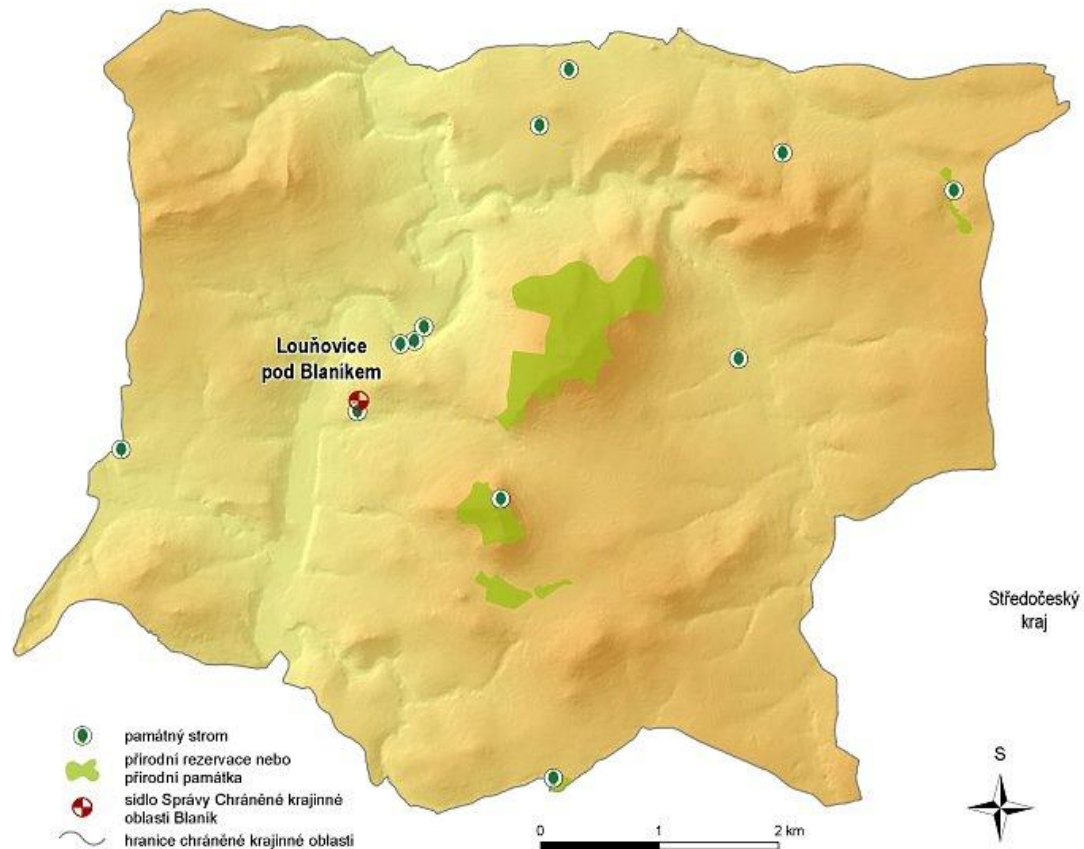 Louňovice
pod Blaníkem
Středočeský
kraj
památný strom
přírodní rezervace nebo
přírodní památka
sídlo Správy Chráněné krajinné
oblasti Blaník
hranice chráněné krajinné oblasti
0 1 2 km
S